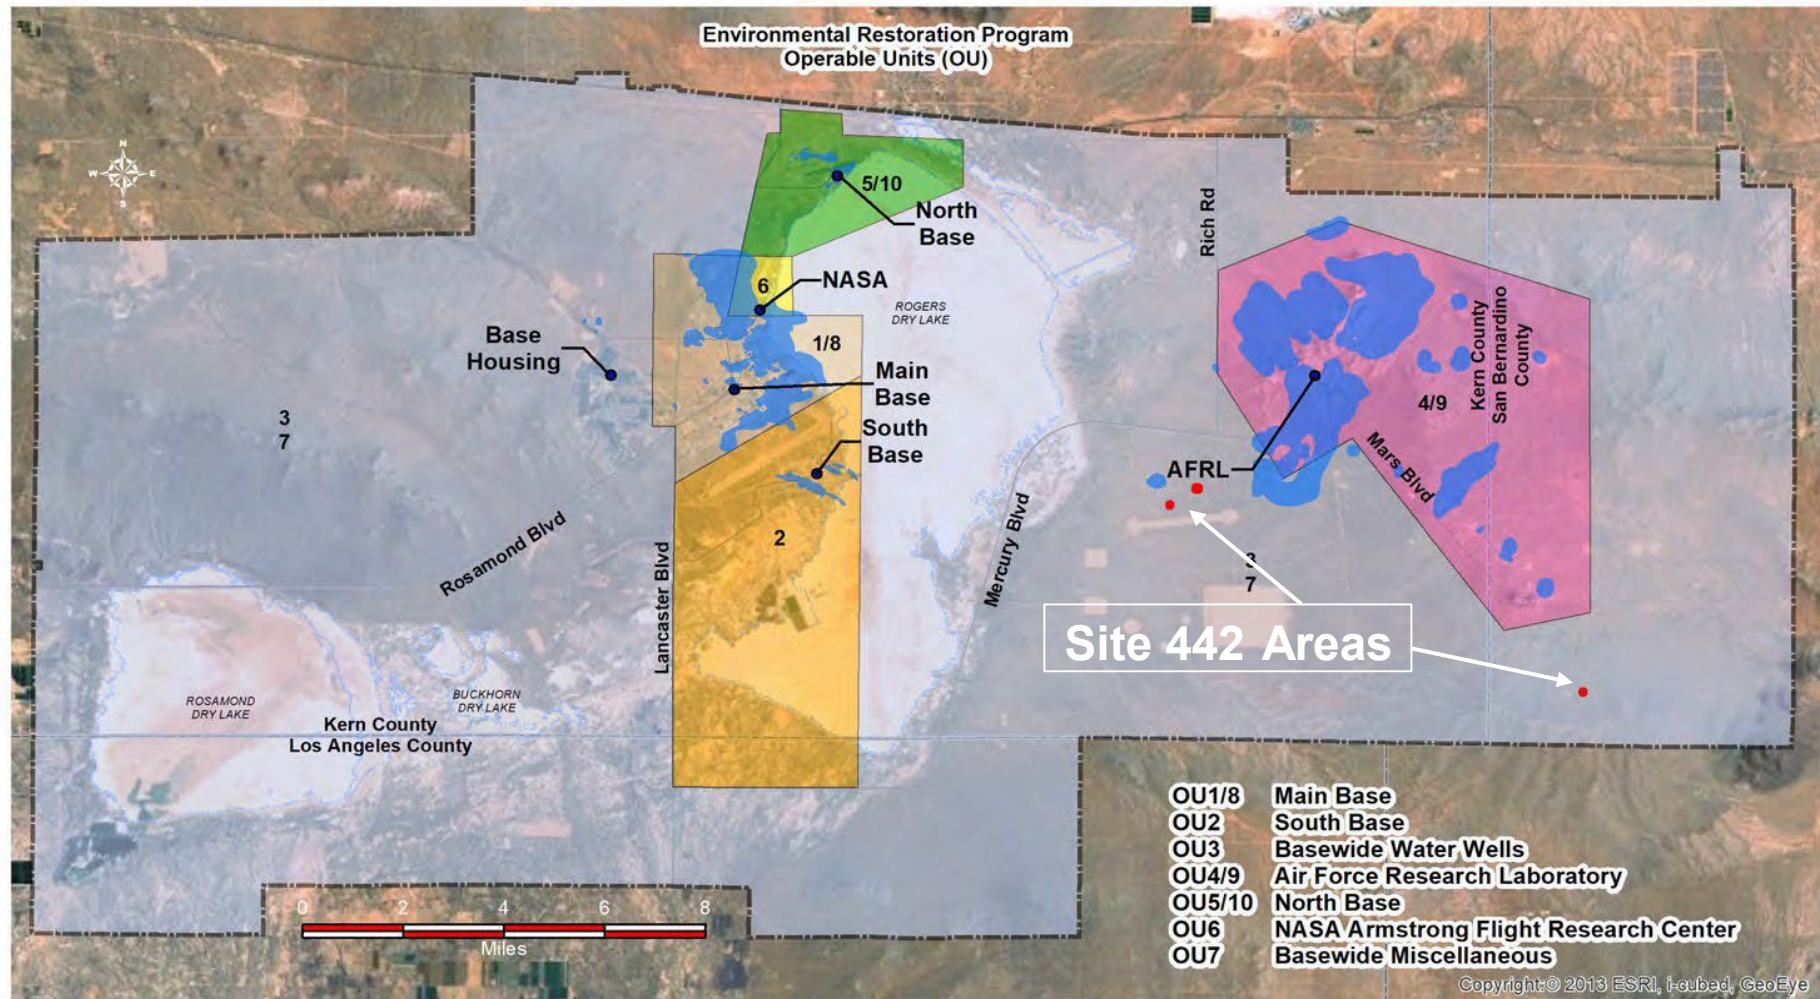 Environmental Restoration Program
Operable Units (OU)
N
W
E
S
5/10
North
Base
Rich Rd
6
NASA
ROGERS
DRY LAKE
Base
Housing
1/8
Main
Base
Kern County
San Bernardino
County
4/9
3
7
South
Base
AFRL
Mars Blvd
Rosamond Blvd
2
Mercury Blvd
3
7
Lancaster Blvd
Site 442 Areas
ROSAMOND
DRY LAKE
BUCKHORN
DRY LAKE
Kern County
Los Angeles County
OU1/8 Main Base
OU2 South Base
OU3 Basewide Water Wells
OU4/9 Air Force Research Laboratory
OU5/10 North Base
OU6 NASA Armstrong Flight Research Center
OU7 Basewide Miscellaneous
0 2 4 6 8
Miles
Copyright:© 2013 ESRI, i-cubed, GeoEye